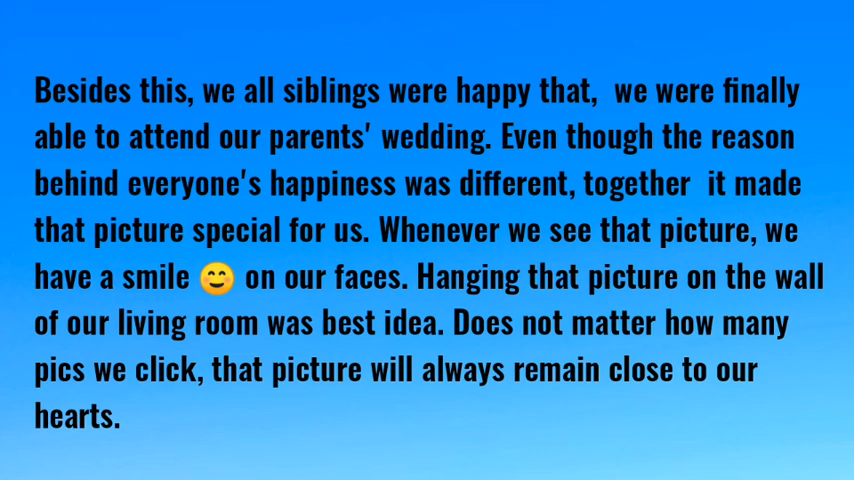 Besides this, we all siblings were happy that,  we were finally
able to attend our parents' wedding. Even though the reason
behind everyone's happiness was different, together  it made
that picture special for us. Whenever we see that picture, we
have a smile 😊 on our faces. Hanging that picture on the wall
of our living room was best idea. Does not matter how many
pics we click, that picture will always remain close to our
hearts.